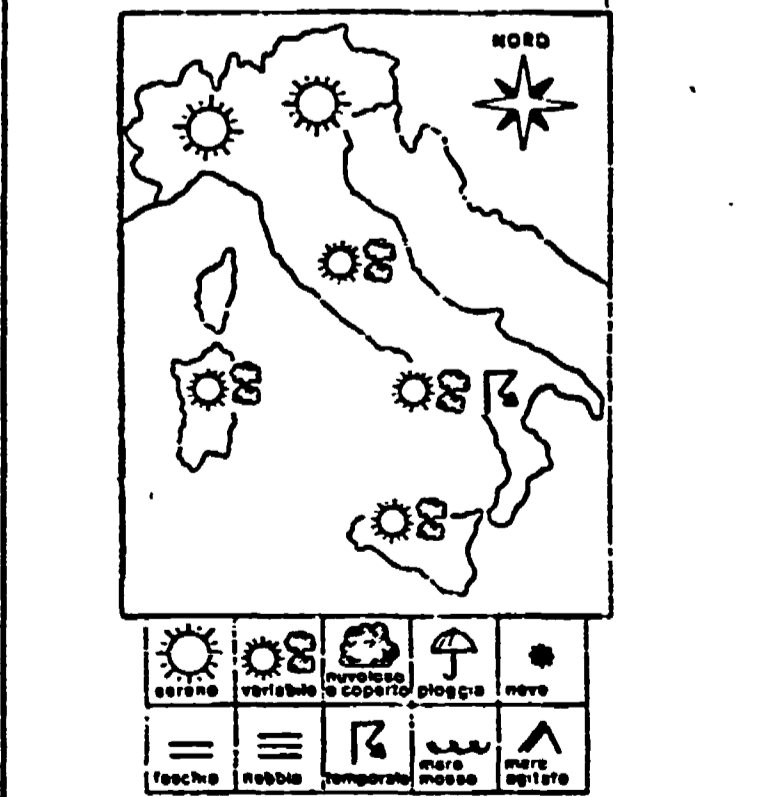 NORD
sereno
variabile
nuvoloso
o coperto
pioggia
neve
foschia
nebbia
temporale
mare
mosso
mare
agitato